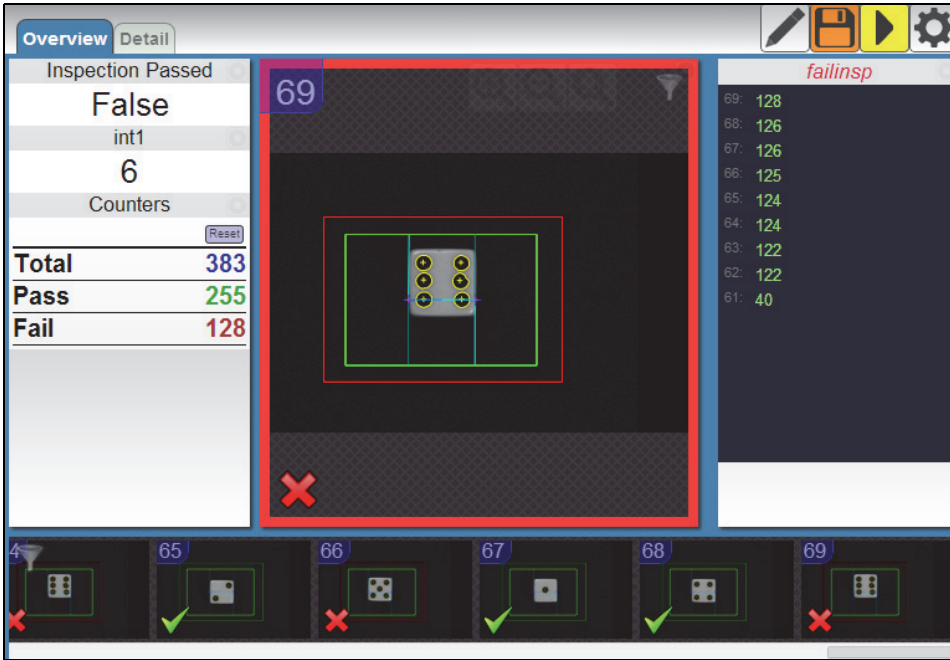 Overview Detail
Inspection Passed
False
int1
6
Counters
Reset
Total 383
Pass 255
Fail 128
69
failinsp
69: 128
68: 126
67: 126
66: 125
65: 124
64: 124
63: 122
62: 122
61: 40
4 65 66 67 68 69